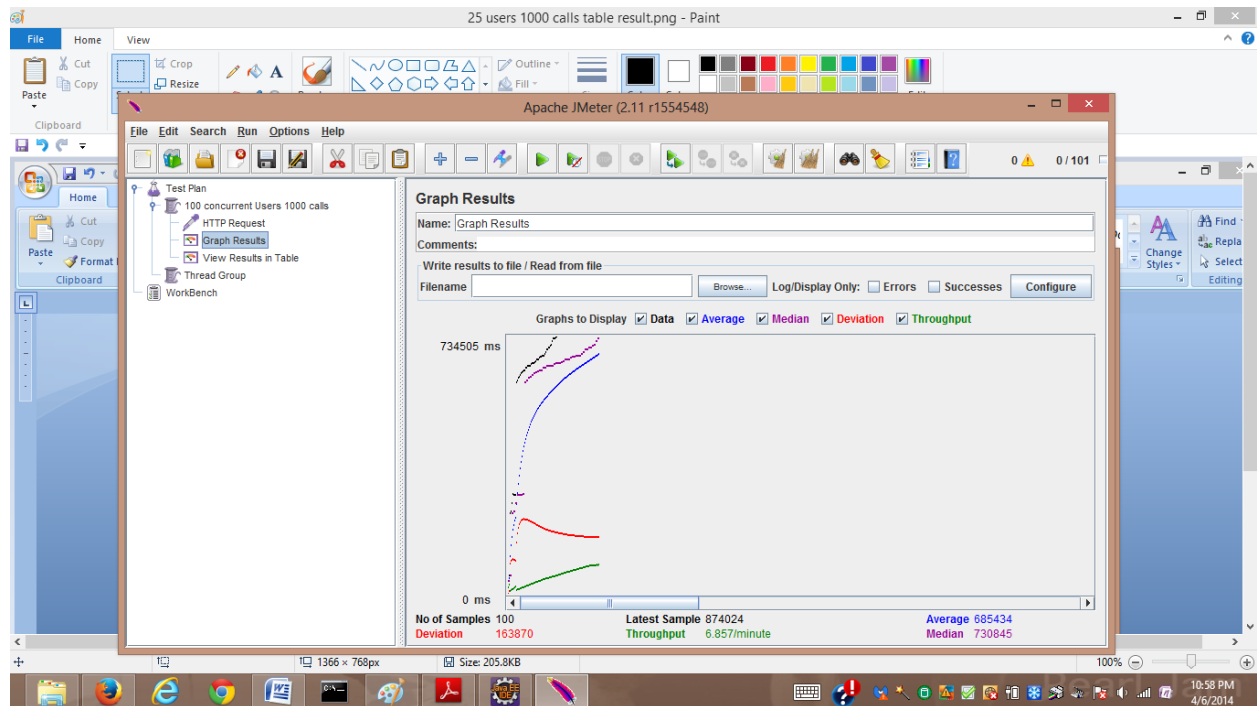 25 users 1000 calls table result.png - Paint
File Home View
Cut
Copy
Paste
Clipboard
Crop
Resize
A
Outline
Fill
Apache JMeter (2.11 r1554548)
File Edit Search Run Options Help
0 0 / 101
Test Plan
100 concurrent Users 1000 calls
HTTP Request
Graph Results
View Results in Table
Thread Group
WorkBench
Graph Results
Name: Graph Results
Comments:
Write results to file / Read from file
Filename Browse... Log/Display Only: Errors Successes Configure
Graphs to Display Data Average Median Deviation Throughput
734505 ms
0 ms
No of Samples 100 Latest Sample 874024 Average 685434
Deviation 163870 Throughput 6.857/minute Median 730845
Home
Cut
Copy
Paste
Format
Clipboard
Change Styles
Find
Repla
Select
Editing
1366 × 768px Size: 205.8KB 100%
10:58 PM
4/6/2014